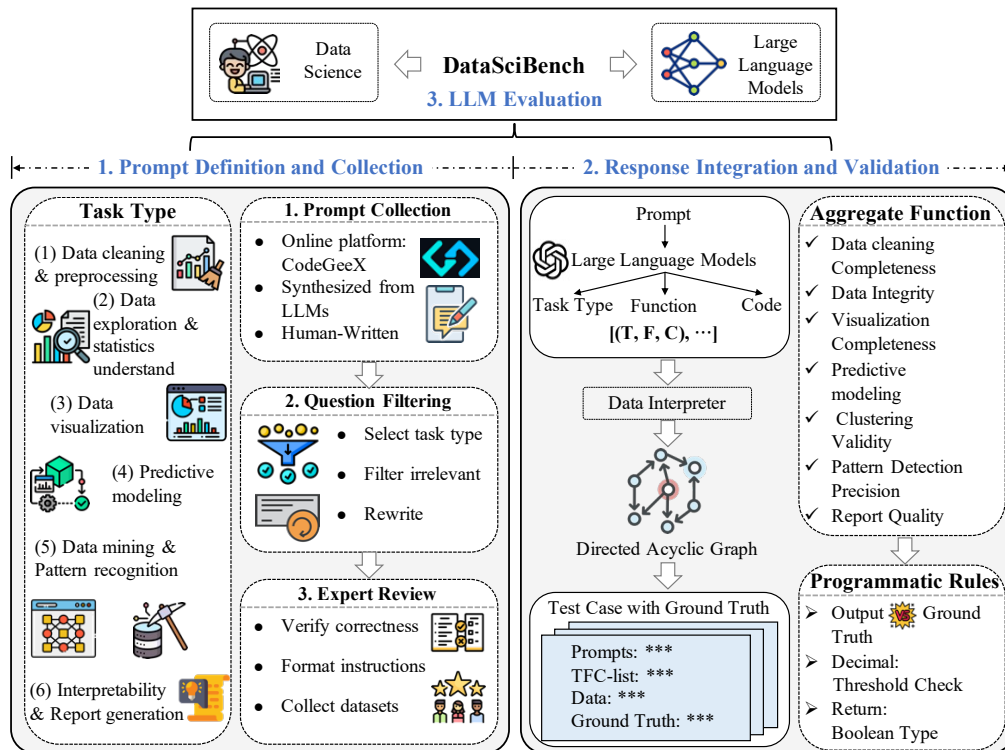 Data
Science
DataSciBench
3. LLM Evaluation
Large
Language
Models
1. Prompt Definition and Collection
2. Response Integration and Validation
Task Type
(1) Data cleaning
& preprocessing
(2) Data
exploration &
statistics
understand
(3) Data
visualization
(4) Predictive
modeling
(5) Data mining &
Pattern recognition
(6) Interpretability
& Report generation
1. Prompt Collection
● Online platform:
CodeGeeX
● Synthesized from
LLMs
● Human-Written
2. Question Filtering
● Select task type
● Filter irrelevant
● Rewrite
3. Expert Review
● Verify correctness
● Format instructions
● Collect datasets
Prompt
Large Language Models
Task Type Function Code
[(T, F, C), ⋯]
Data Interpreter
Directed Acyclic Graph
Test Case with Ground Truth
Prompts: ***
TFC-list: ***
Data: ***
Ground Truth: ***
Aggregate Function
✓ Data cleaning
Completeness
✓ Data Integrity
✓ Visualization
Completeness
✓ Predictive
modeling
✓ Clustering
Validity
✓ Pattern Detection
Precision
✓ Report Quality
Programmatic Rules
➢ Output VS Ground
Truth
➢ Decimal:
Threshold Check
➢ Return:
Boolean Type